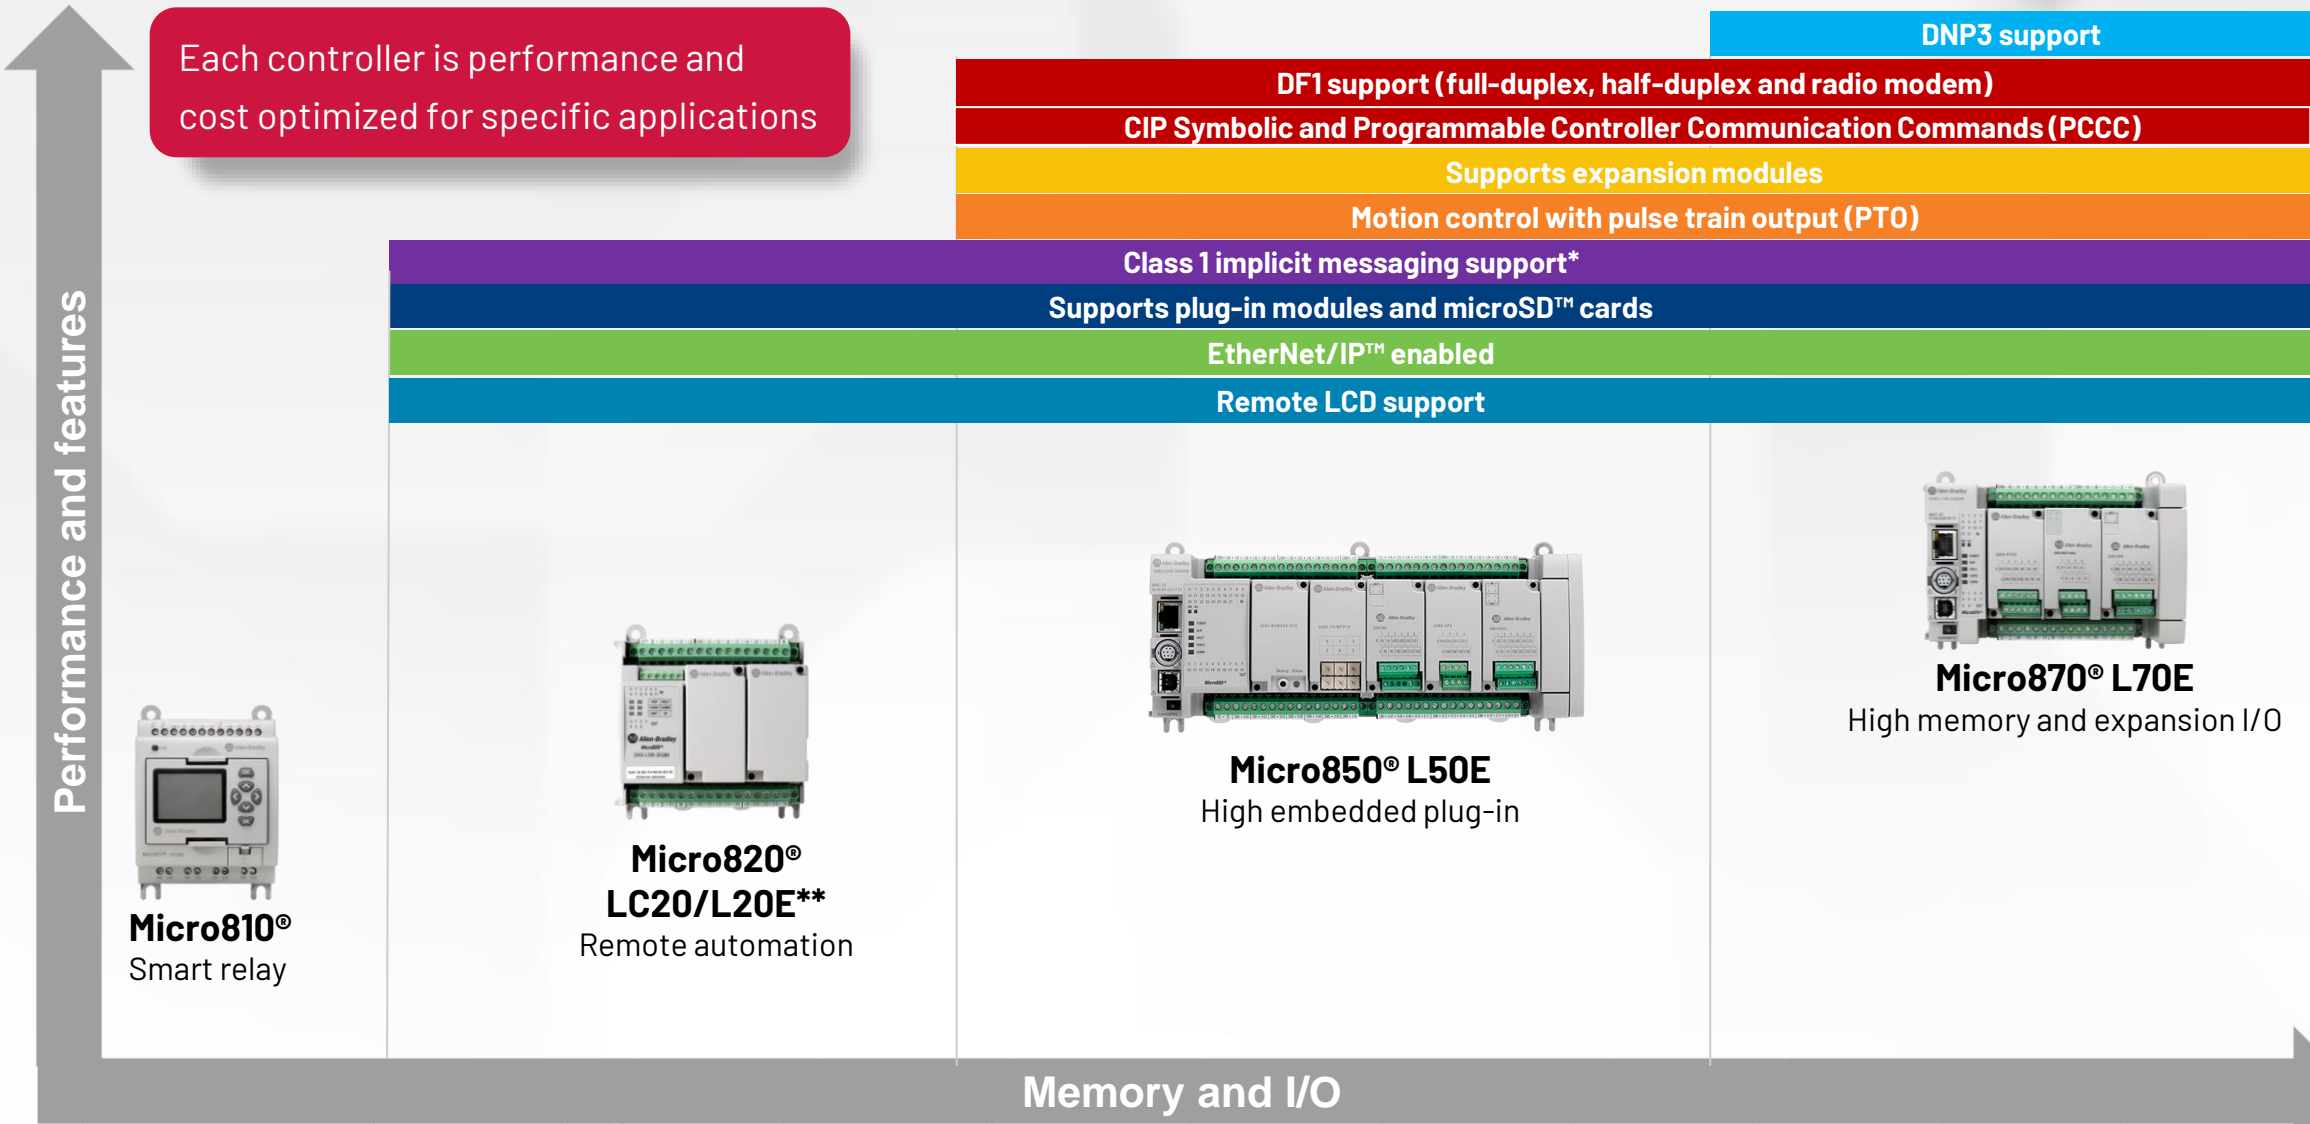 Each controller is performance and
cost optimized for specific applications
DNP3 support
DF1 support (full-duplex, half-duplex and radio modem)
CIP Symbolic and Programmable Controller Communication Commands (PCCC)
Supports expansion modules
Motion control with pulse train output (PTO)
Class 1 implicit messaging support*
Supports plug-in modules and microSD™ cards
EtherNet/IP™ enabled
Remote LCD support
Performance and features
Micro810®
Smart relay
Allen-Bradley
Micro820®
LC20/L20E**
Remote automation
Micro850® L50E
High embedded plug-in
Micro870® L70E
High memory and expansion I/O
Memory and I/O